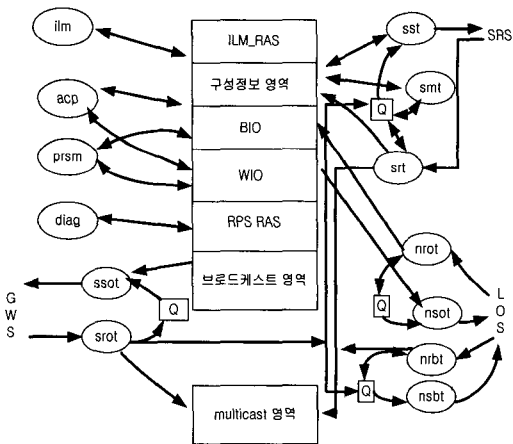 ilm
acp
prsm
diag
ssot
srot
G
W
S
Q
ILM_RAS
구성정보 영역
BIO
WIO
RPS RAS
브로드케스트 영역
multicast 영역
sst
SRS
smt
Q
srt
nrot
Q
nsot
L
O
S
nrbt
Q
nsbt